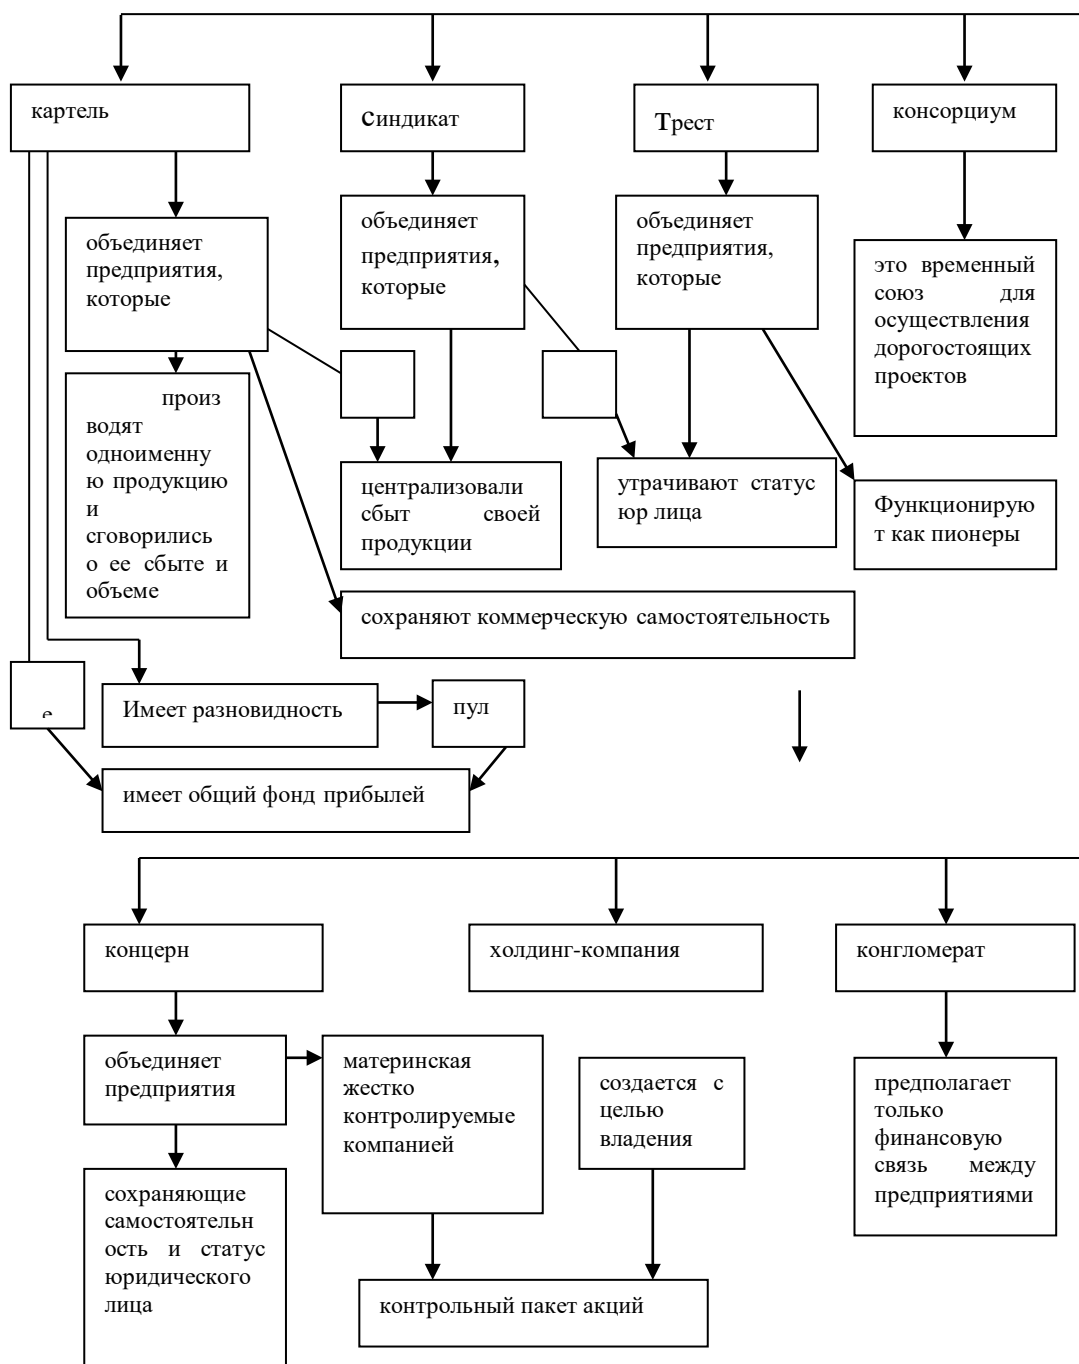 картель
синдикат
Трест
консорциум
объединяет
предприятия,
которые
объединяет
предприятия,
которые
объединяет
предприятия,
которые
это временный
союз для
осуществления
дорогостоящих
проектов
произ
водят
одноименну
ю продукцию
и
сговорились
о ее сбыте и
объеме
централизовали
сбыт своей
продукции
утрачивают статус
юр лица
Функционирую
т как пионеры
сохраняют коммерческую самостоятельность
е
Имеет разновидность
пул
имеет общий фонд прибылей
концерн
холдинг-компания
конгломерат
объединяет
предприятия
материнская
жестко
контролируемые
компанией
создается с
целью
владения
предполагает
только
финансовую
связь между
предприятиями
сохраняющие
самостоятельн
ость и статус
юридического
лица
контрольный пакет акций